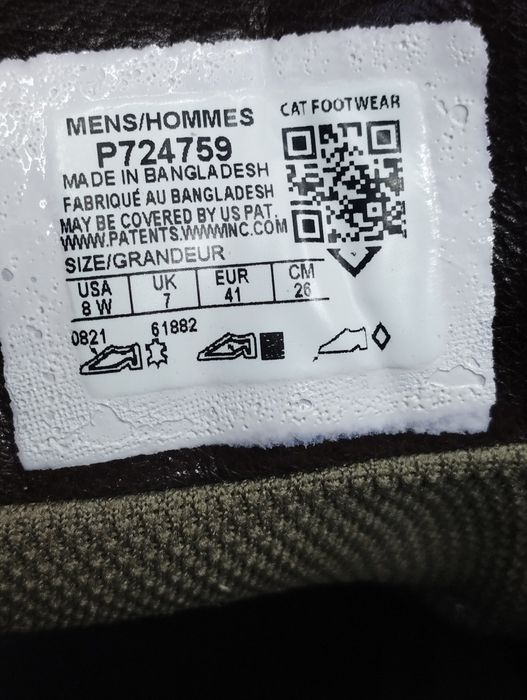 MENS/HOMMES
P724759
MADE IN BANGLADESH
FABRIQUÉ AU BANGLADESH
MAY BE COVERED BY US PAT.
WWW.PATENTS.WWWINC.COM
CAT FOOTWEAR
SIZE/GRANDEUR
USA UK EUR CM
8 W 7 41 26
0821 61882